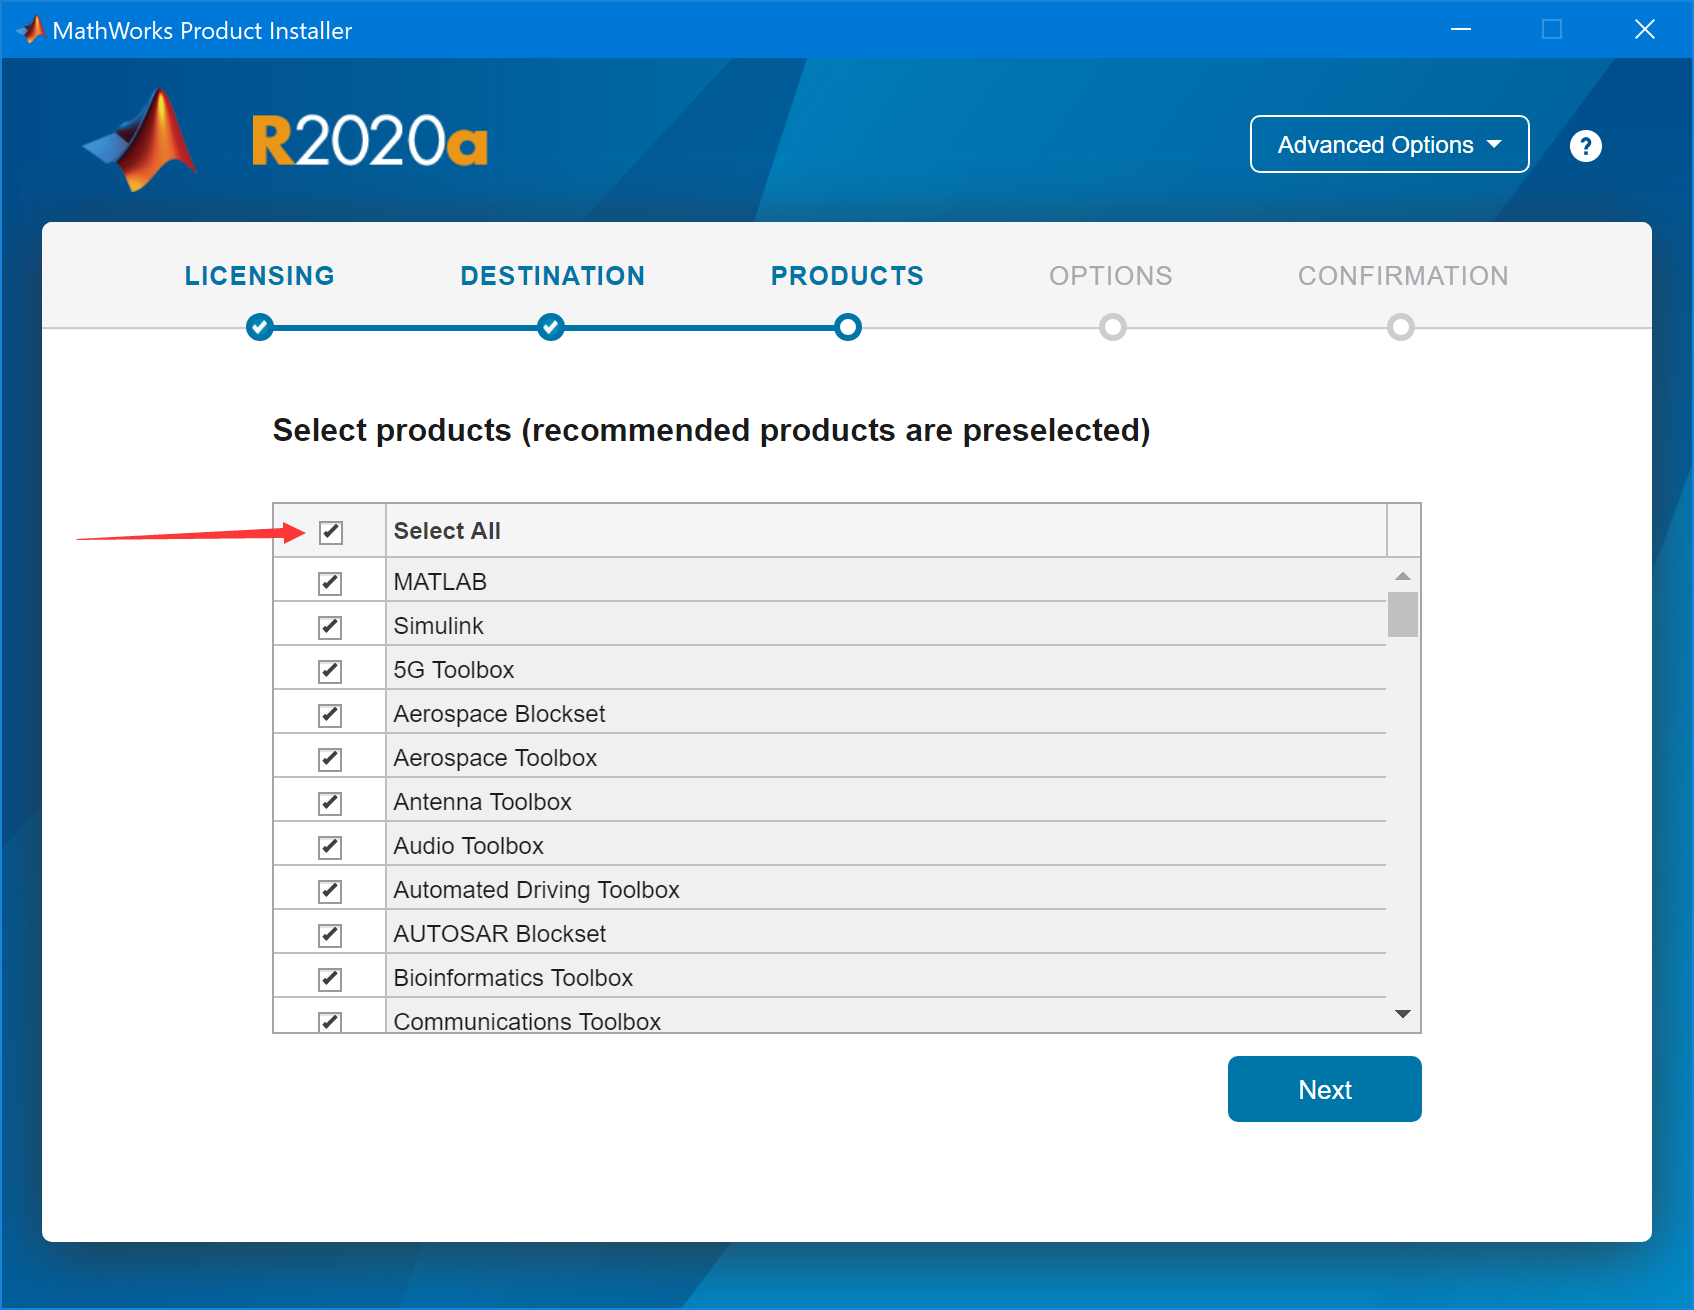 MathWorks Product Installer
R2020a
Advanced Options
?
LICENSING
DESTINATION
PRODUCTS
OPTIONS
CONFIRMATION
Select products (recommended products are preselected)
Select All
MATLAB
Simulink
5G Toolbox
Aerospace Blockset
Aerospace Toolbox
Antenna Toolbox
Audio Toolbox
Automated Driving Toolbox
AUTOSAR Blockset
Bioinformatics Toolbox
Communications Toolbox
Next